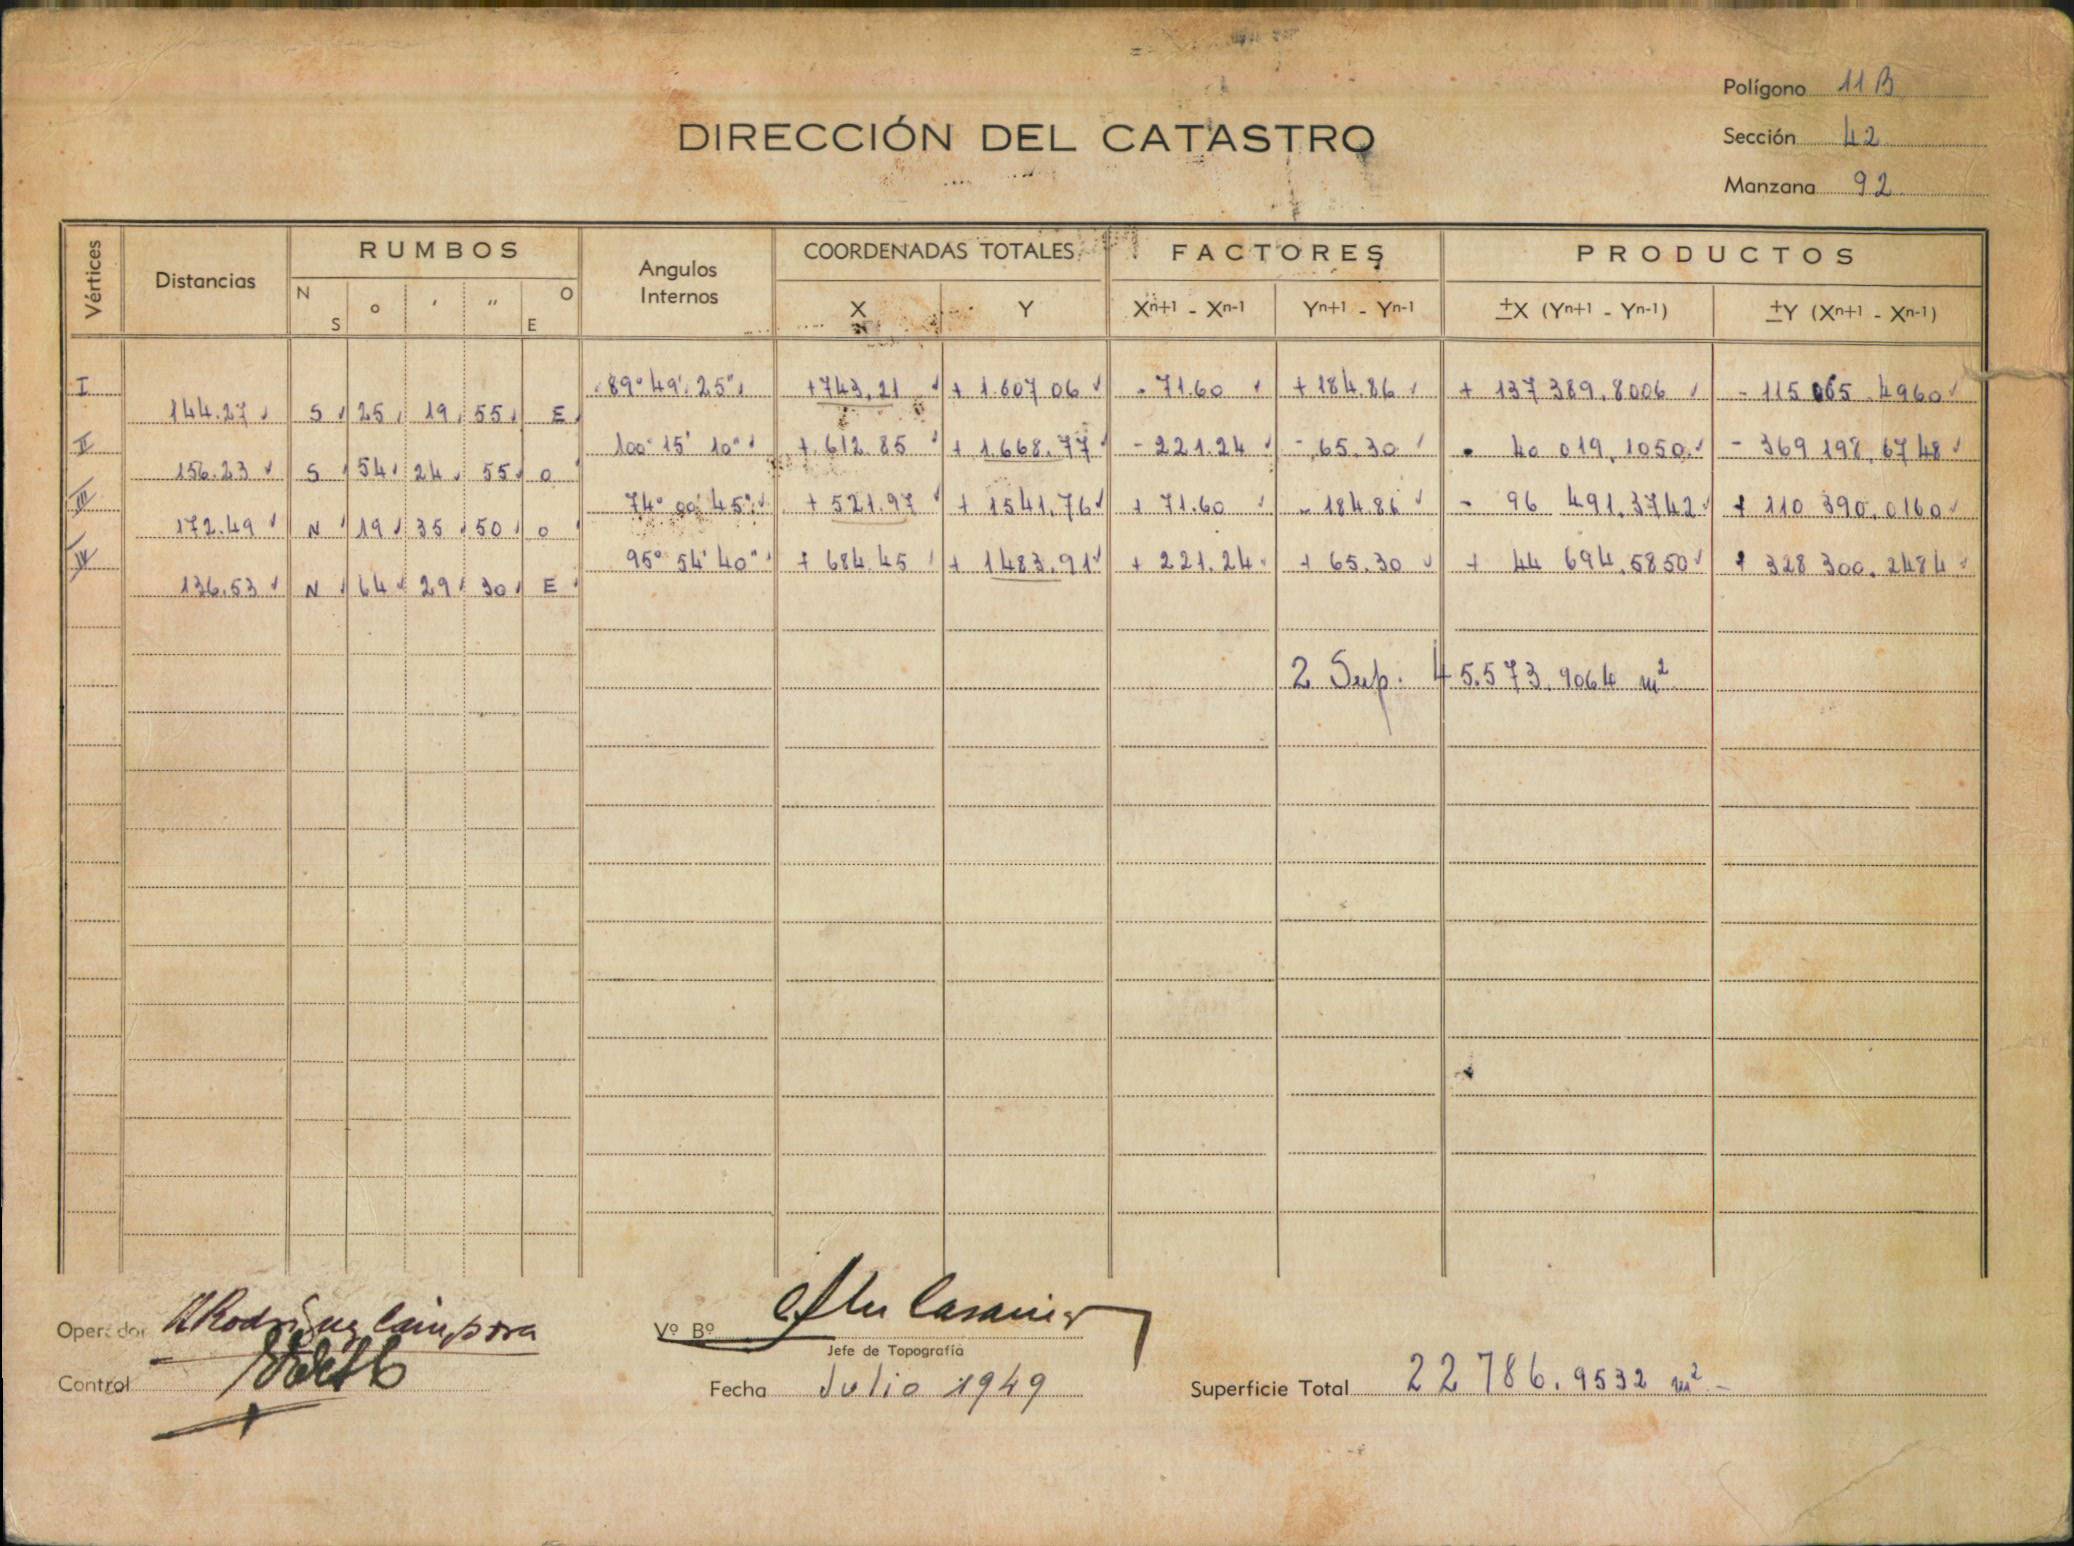 Polígono 11B
DIRECCIÓN DEL CATASTRO
Sección 42
Manzana 92
Vértices Distancias RUMBOS Angulos Internos COORDENADAS TOTALES FACTORES PRODUCTOS
N S ° ' " O E X Y Xn+1 - Xn-1 Yn+1 - Yn-1 ±X (Yn+1 - Yn-1) ±Y (Xn+1 - Xn-1)
I 89° 49' 25" +743,21 + 1.607 06 - 71.60 + 184.86 + 137 389,8006 - 115 065.4960
144.27 S 25 19 55 E
II 100° 15' 10" + 612.85 + 1.668.77 - 221.24 - 65.30 - 40 019,1050 - 369 198,6748
156.23 S 54 24 55 O
III 74° 00' 45" + 521.97 + 1541,76 + 71.60 - 184.86 - 96 491.3742 + 110 390,0160
172.49 N 19 35 50 O
IV 95° 54' 40" + 684.45 + 1483,91 + 221.24 + 65.30 + 44 694,5850 + 328 300.2484
136,53 N 64 29 30 E
2 Sup. 45.573.9064 m²
Operador
Vº Bº
Jefe de Topografía
Control
Fecha Julio 1949
Superficie Total 22 786.9532 m²-